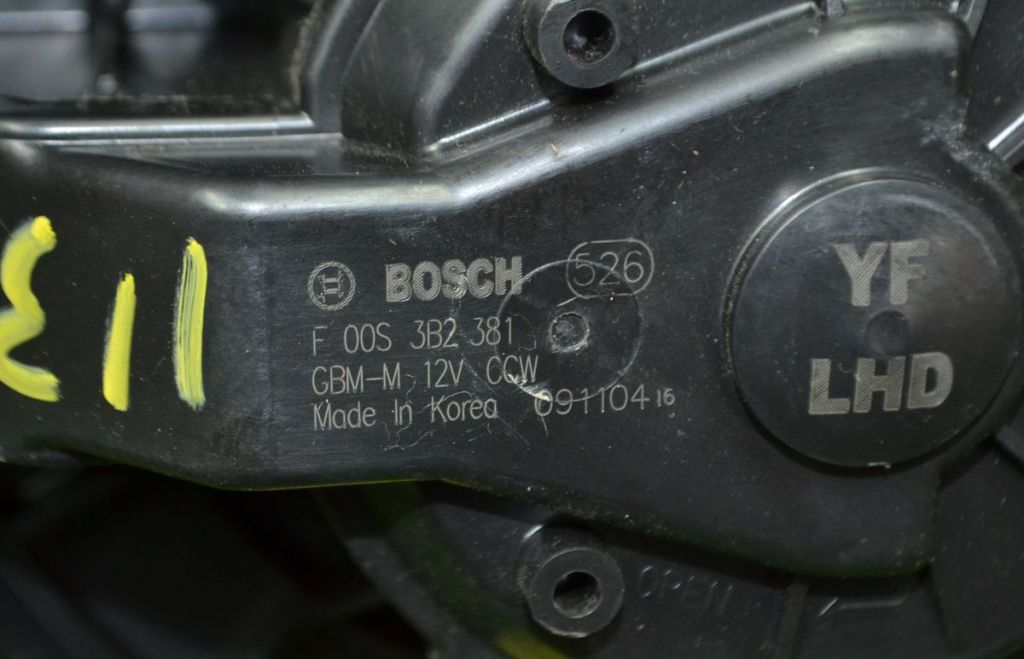 BOSCH 526
F 00S 3B2 381
GBM-M 12V CCW
Made In Korea 091104 16
YF
LHD
OPEN